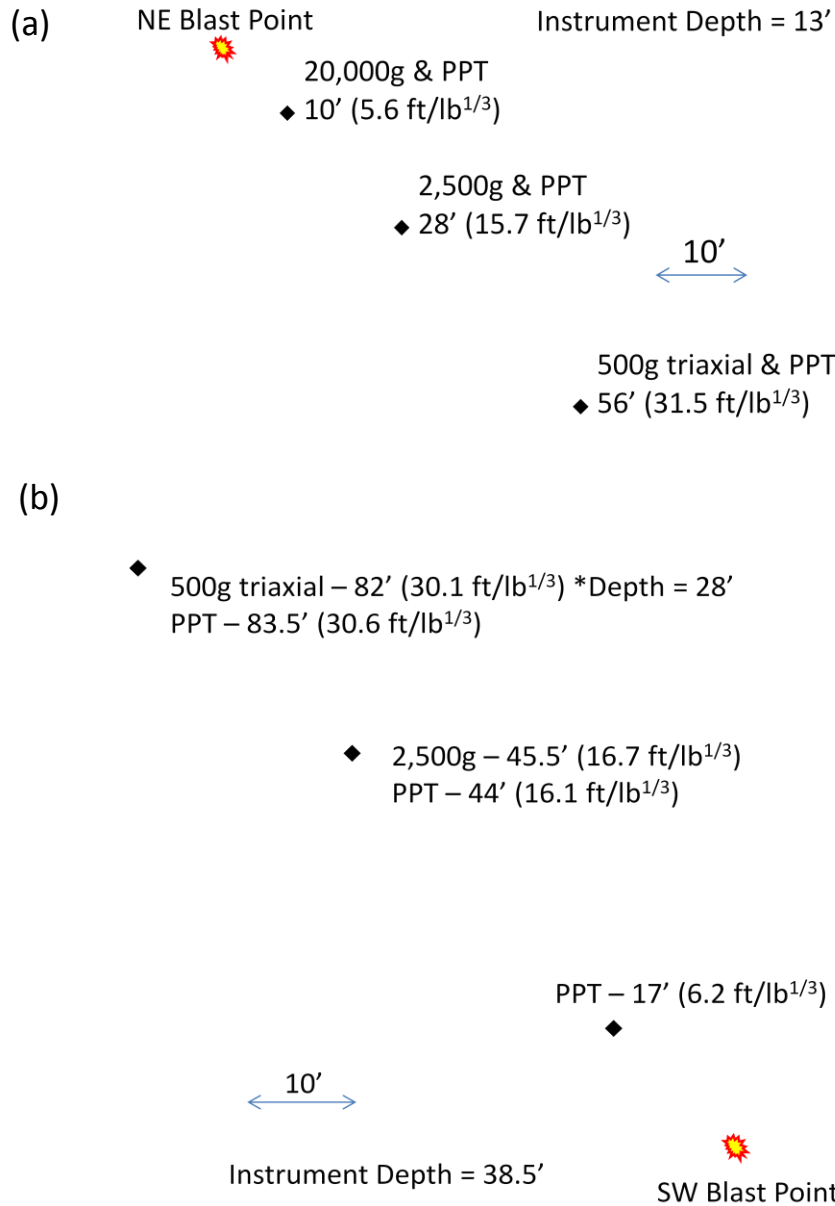 (a)
NE Blast Point
Instrument Depth = 13’
20,000g & PPT
10’ (5.6 ft/lb1/3)
2,500g & PPT
28’ (15.7 ft/lb1/3)
10’
500g triaxial & PPT
56’ (31.5 ft/lb1/3)
(b)
500g triaxial – 82’ (30.1 ft/lb1/3) *Depth = 28’
PPT – 83.5’ (30.6 ft/lb1/3)
2,500g – 45.5’ (16.7 ft/lb1/3)
PPT – 44’ (16.1 ft/lb1/3)
PPT – 17’ (6.2 ft/lb1/3)
10’
Instrument Depth = 38.5’
SW Blast Point